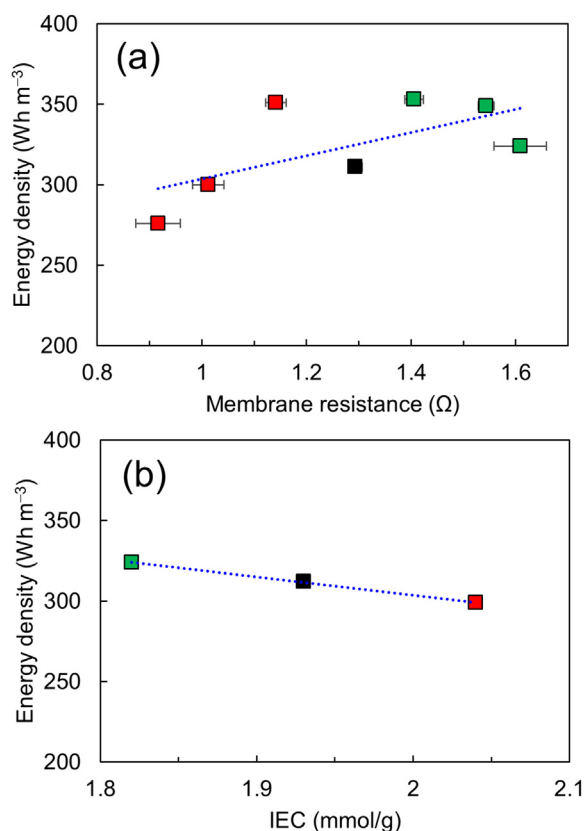 (a)
Energy density (Wh m⁻³)
400
350
300
250
200
0.8 1 1.2 1.4 1.6
Membrane resistance (Ω)
(b)
Energy density (Wh m⁻³)
400
350
300
250
200
1.8 1.9 2 2.1
IEC (mmol/g)